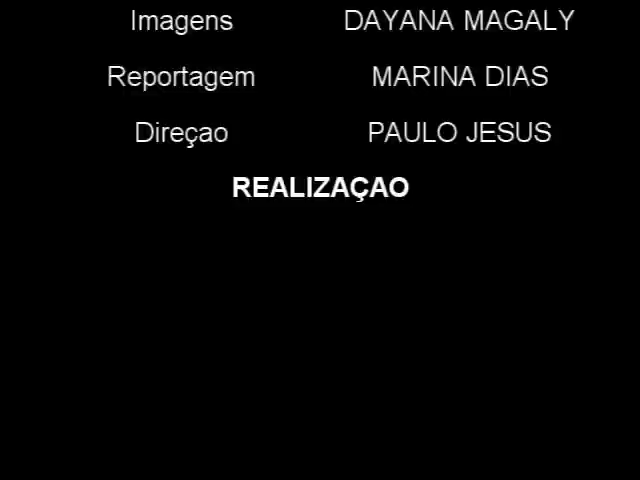 Imagens DAYANA MAGALY
Reportagem MARINA DIAS
Direçao PAULO JESUS
REALIZAÇAO